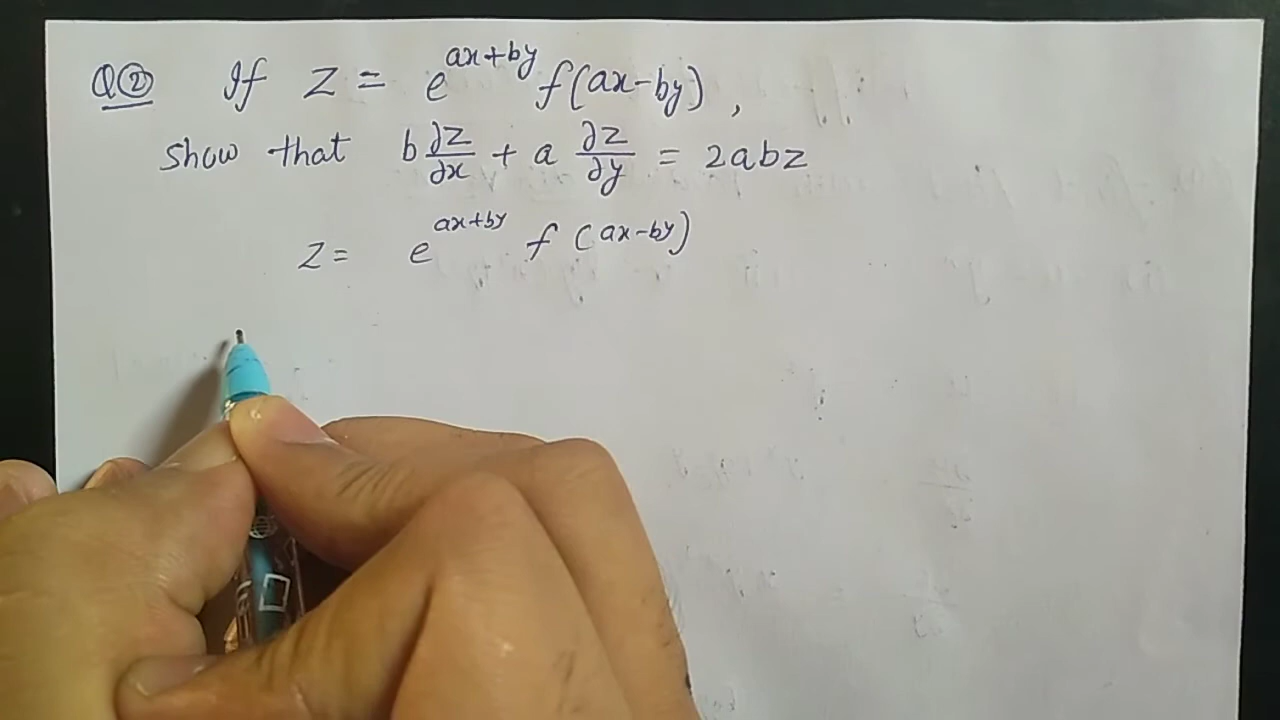 Q② If z = e^{ax+by} f(ax-by),
show that b ∂z/∂x + a ∂z/∂y = 2abz
z = e^{ax+by} f(ax-by)